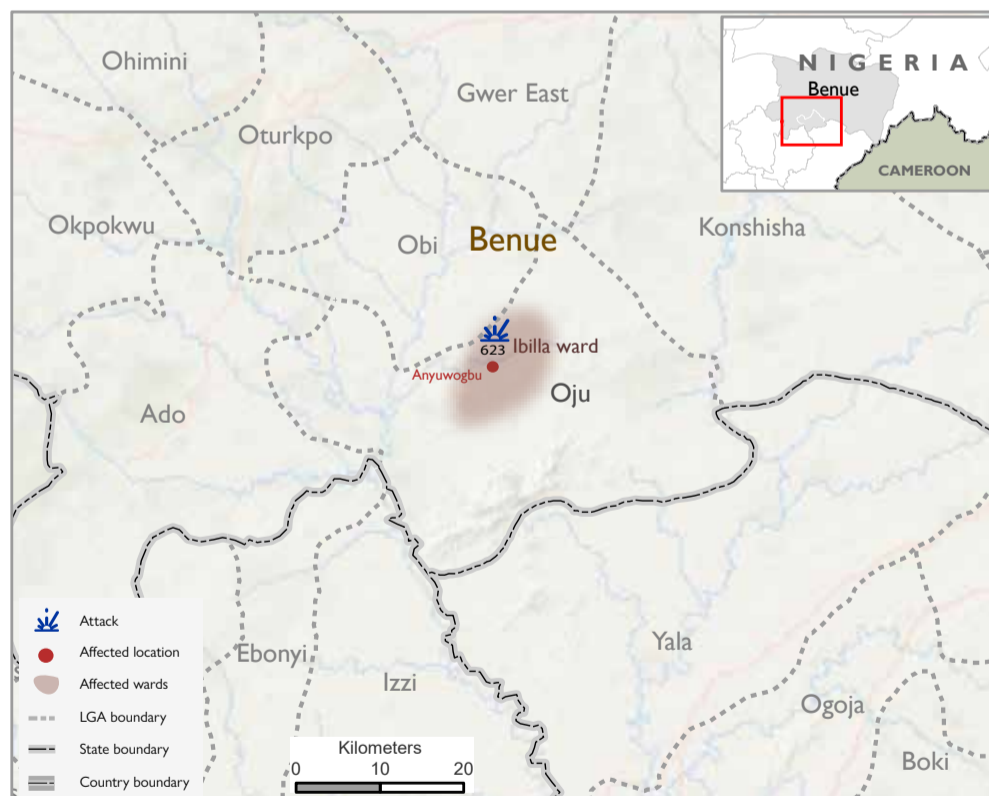 Ohimini
Gwer East
Oturkpo
Okpokwu
Obi
Benue
Konshisha
NIGERIA
Benue
CAMEROON
623
Ibilla ward
Anyuwogbu
Oju
Ado
Ebonyi
Izzi
Yala
Ogoja
Boki
Attack
Affected location
Affected wards
LGA boundary
State boundary
Country boundary
Kilometers
0 10 20